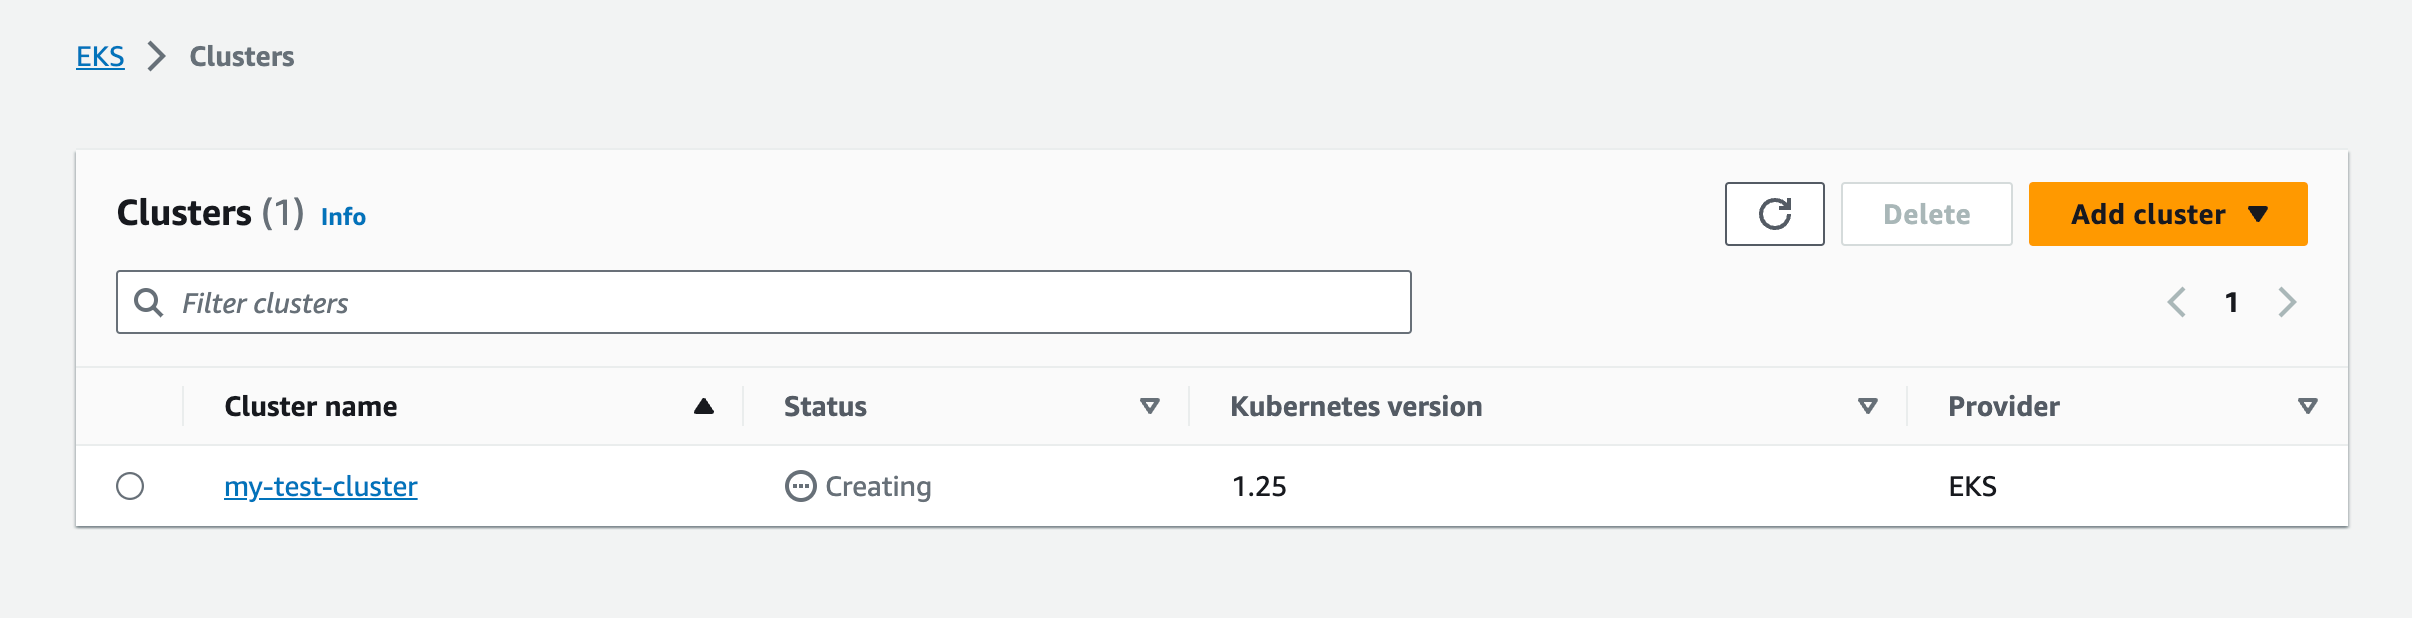 EKS Clusters
Clusters (1) Info
Delete
Add cluster
Filter clusters
1
Cluster name Status Kubernetes version Provider
my-test-cluster Creating 1.25 EKS